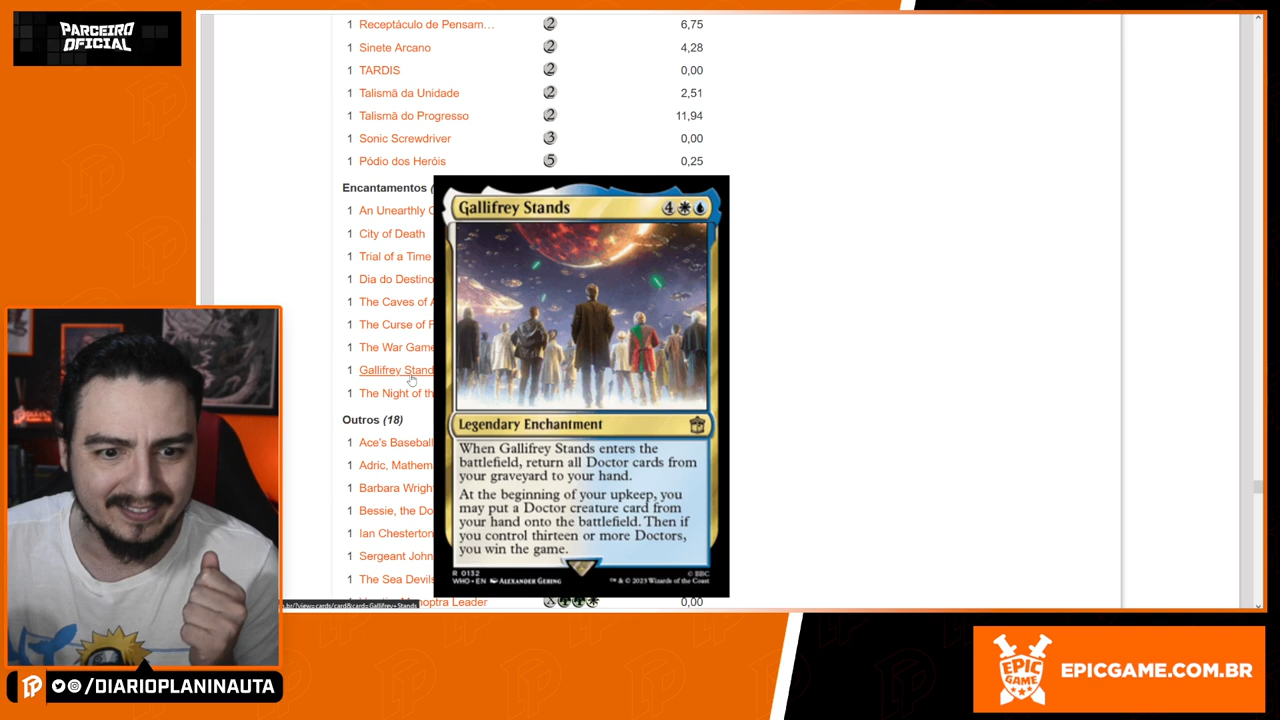 PARCEIRO
OFICIAL
1 Receptáculo de Pensam… 2 6,75
1 Sinete Arcano 2 4,28
1 TARDIS 2 0,00
1 Talismã da Unidade 2 2,51
1 Talismã do Progresso 2 11,94
1 Sonic Screwdriver 3 0,00
1 Pódio dos Heróis 5 0,25
Encantamentos (
1 An Unearthly
1 City of Death
1 Trial of a Time
1 Dia do Destino
1 The Caves of
1 The Curse of
1 The War Game
1 Gallifrey Stand
1 The Night of th
Outros (18)
1 Ace's Baseball
1 Adric, Mathem
1 Barbara Wright
1 Bessie, the Do
1 Ian Chesterton
1 Sergeant John
1 The Sea Devils
optra Leader X 0,00
Gallifrey Stands 4
Legendary Enchantment
When Gallifrey Stands enters the
battlefield, return all Doctor cards from
your graveyard to your hand.
At the beginning of your upkeep, you
may put a Doctor creature card from
your hand onto the battlefield. Then if
you control thirteen or more Doctors,
you win the game.
R 0132
WHO • EN ALEXANDER GERING
© BBC
™ & © 2023 Wizards of the Coast
/DIARIOPLANINAUTA
EPIC
GAME
EPICGAME.COM.BR